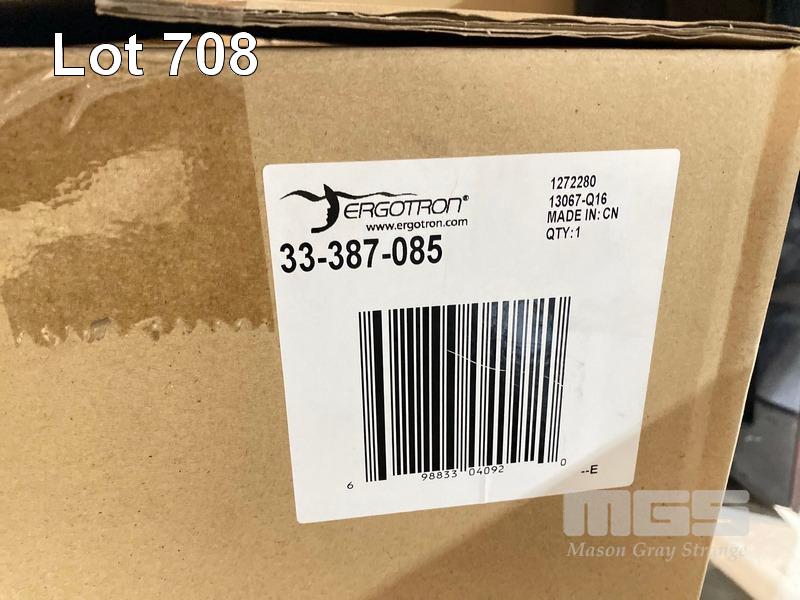 Lot 708
ERGOTRON®
www.ergotron.com
33-387-085
1272280
13067-Q16
MADE IN: CN
QTY: 1
6 98833 04092 0
--E
MGS
Mason Gray Strange